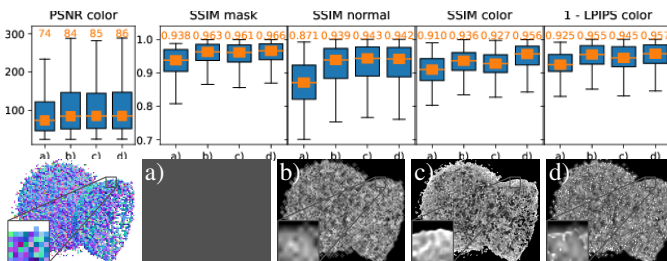 PSNR color SSIM mask SSIM normal SSIM color 1 - LPIPS color
74 84 85 86 0.938 0.963 0.961 0.966 0.871 0.939 0.943 0.942 0.910 0.936 0.927 0.956 0.925 0.955 0.945 0.957
300 1.0
200 0.9
100 0.8
0.7
a) b) c) d) a) b) c) d) a) b) c) d) a) b) c) d) a) b) c) d)
a) b) c) d)